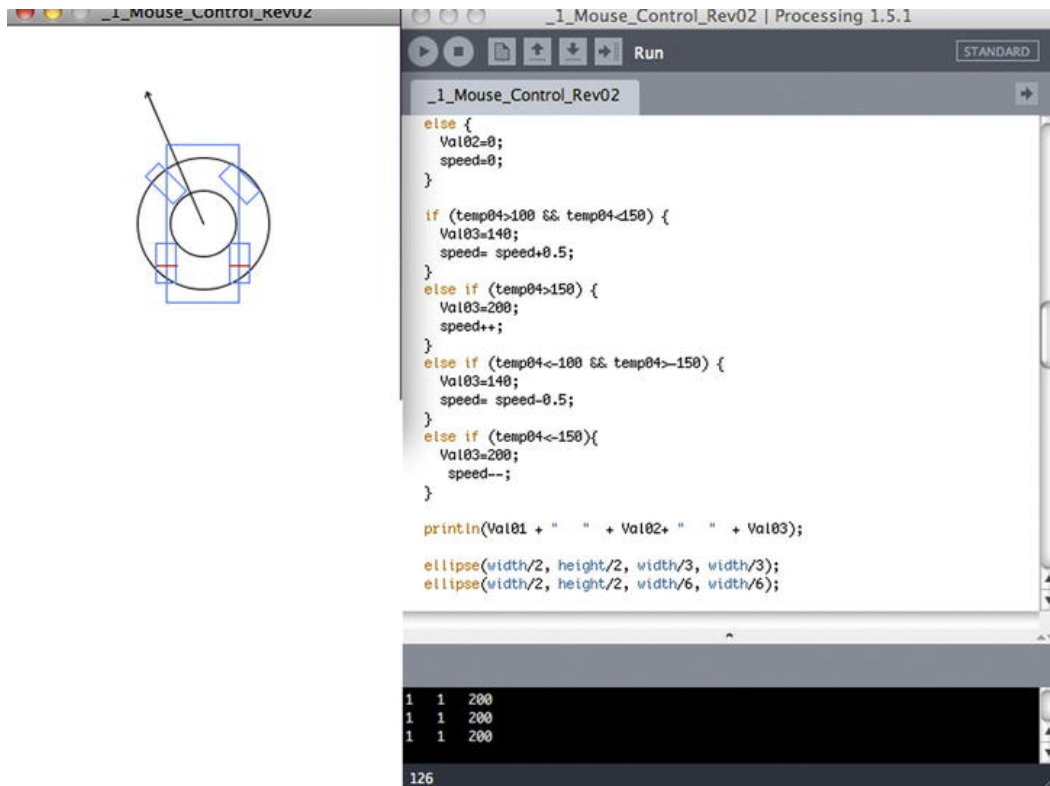 _1_Mouse_Control_Rev02
_1_Mouse_Control_Rev02 | Processing 1.5.1
Run
STANDARD
_1_Mouse_Control_Rev02
else {
Val02=0;
speed=0;
}
if (temp04>100 && temp04<150) {
Val03=140;
speed= speed+0.5;
}
else if (temp04>150) {
Val03=200;
speed++;
}
else if (temp04<-100 && temp04>-150) {
Val03=140;
speed= speed-0.5;
}
else if (temp04<-150){
Val03=200;
speed--;
}
println(Val01 + "   " + Val02+ "   " + Val03);
ellipse(width/2, height/2, width/3, width/3);
ellipse(width/2, height/2, width/6, width/6);
1 1 200
1 1 200
1 1 200
126